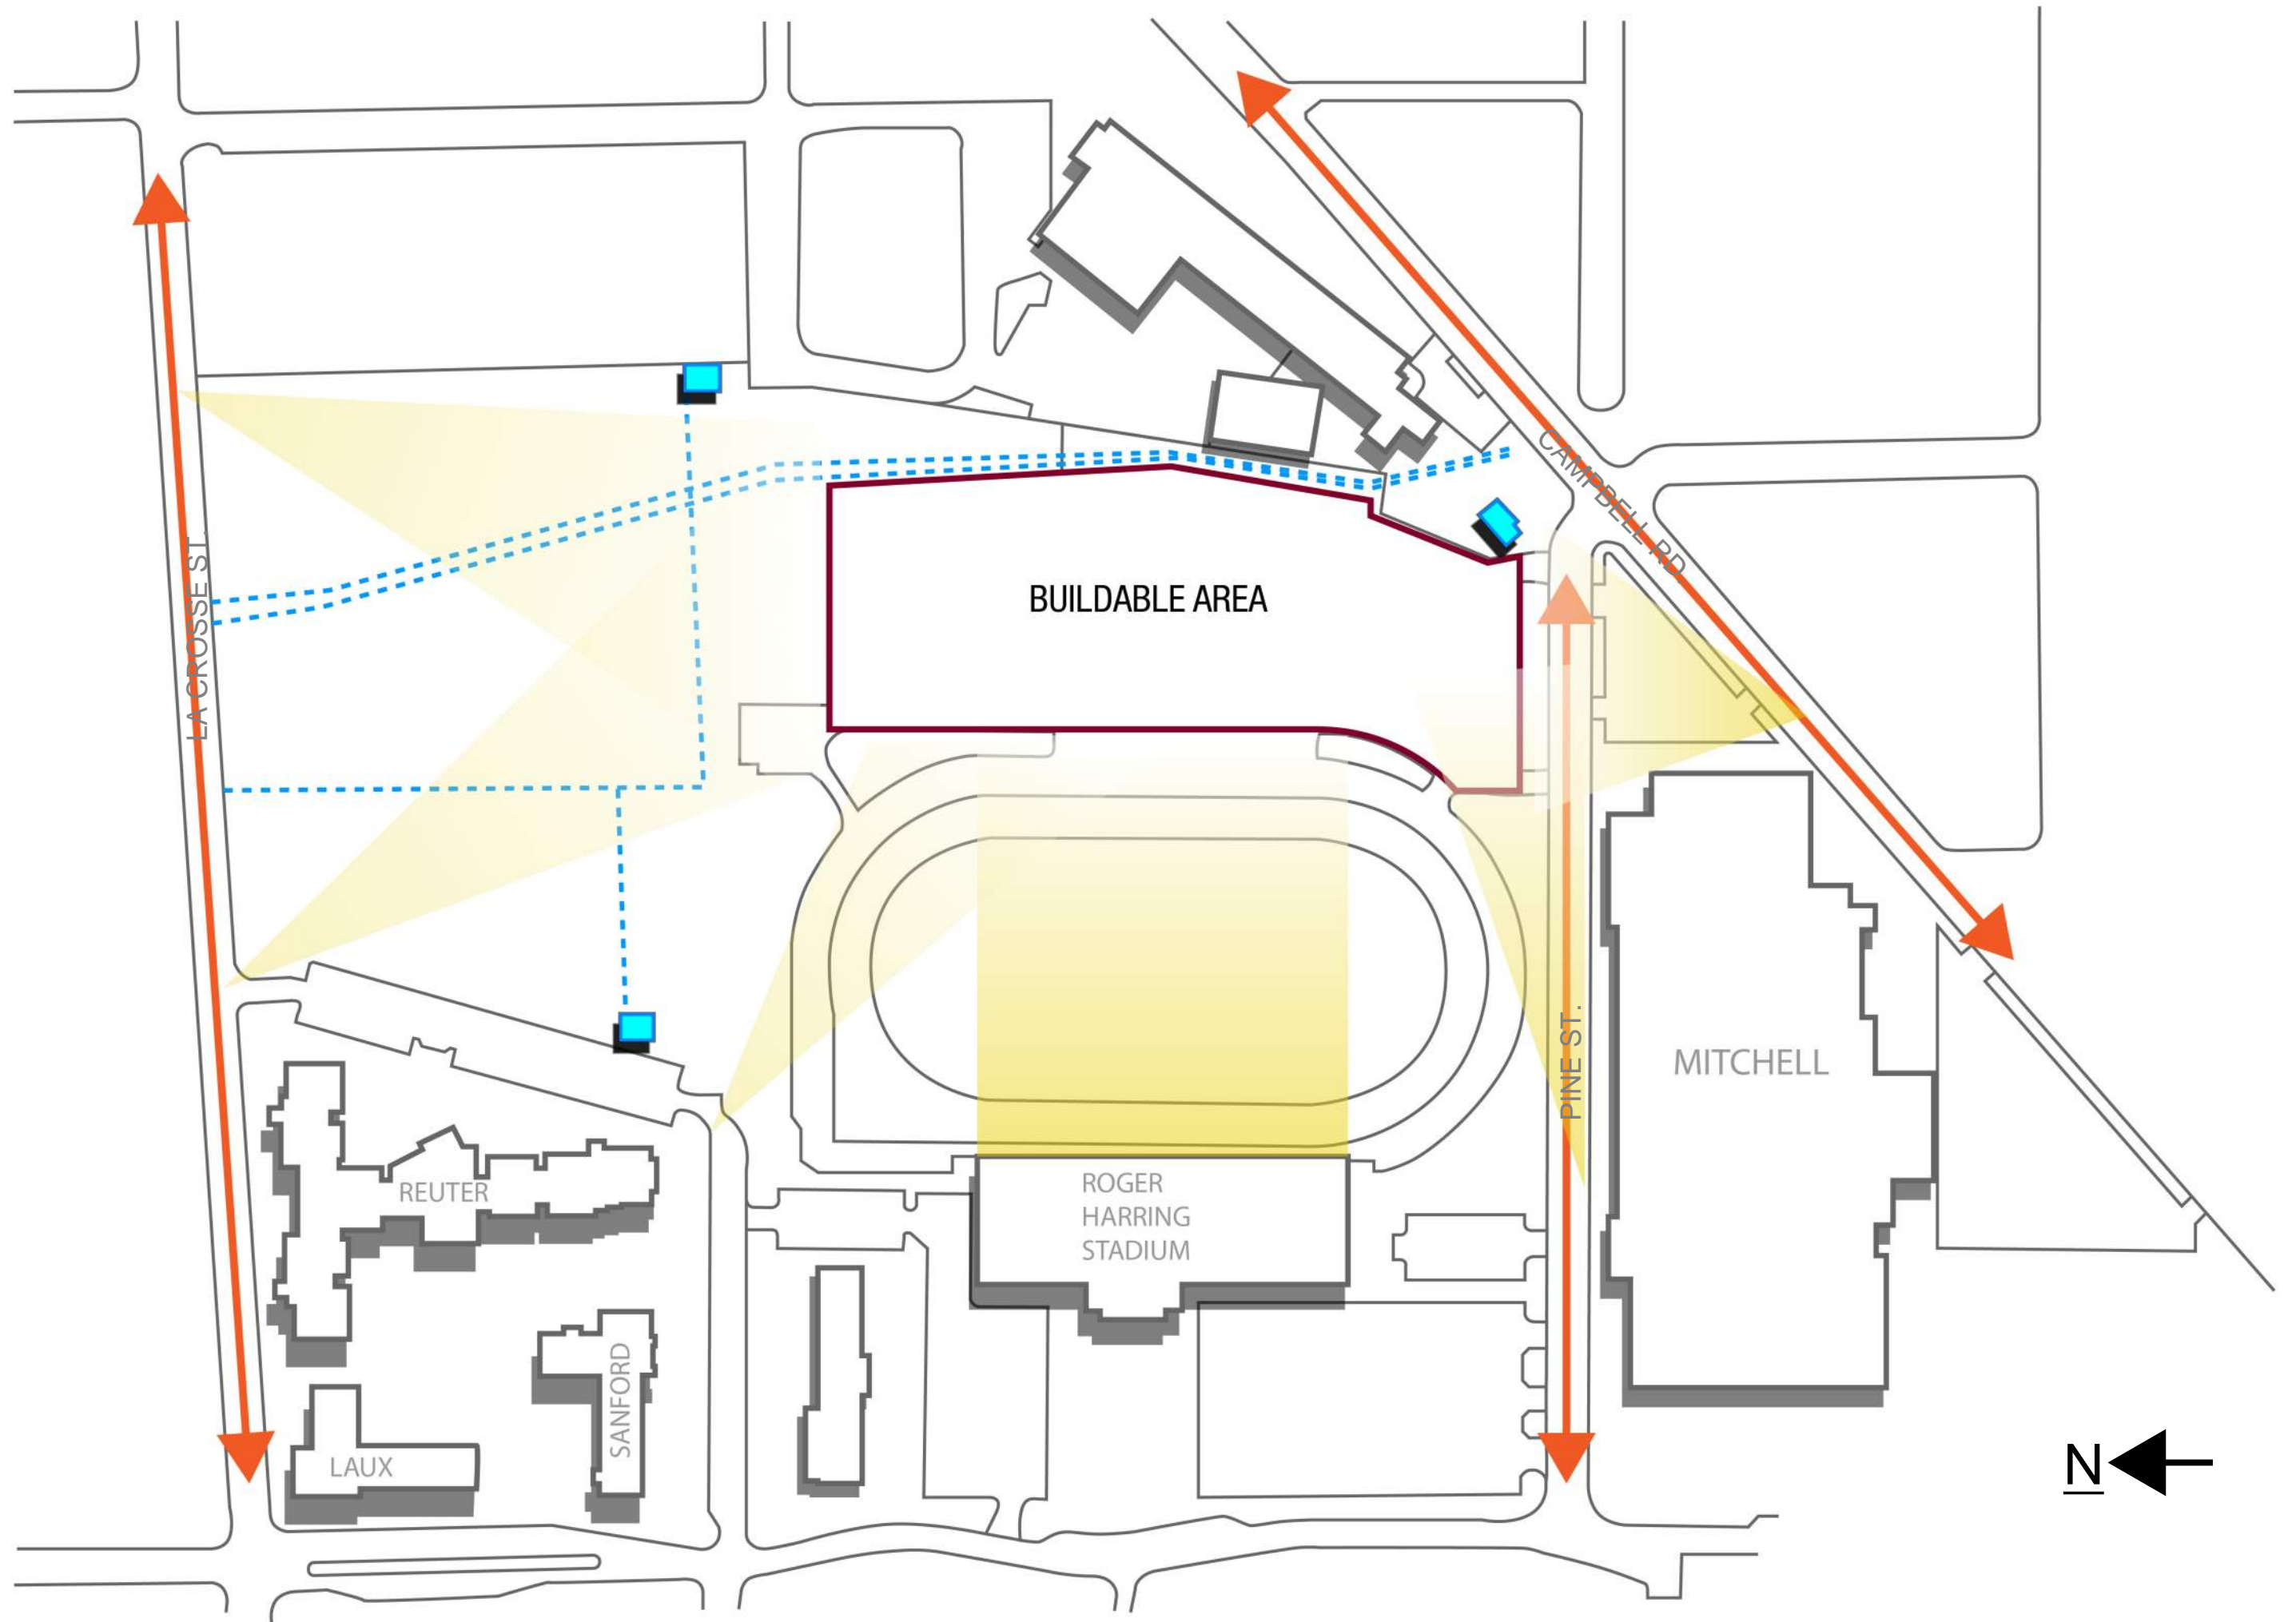 CAMPBELL RD.
LA CROSSE ST.
BUILDABLE AREA
PINE ST.
MITCHELL
REUTER
ROGER
HARRING
STADIUM
SANFORD
LAUX
N